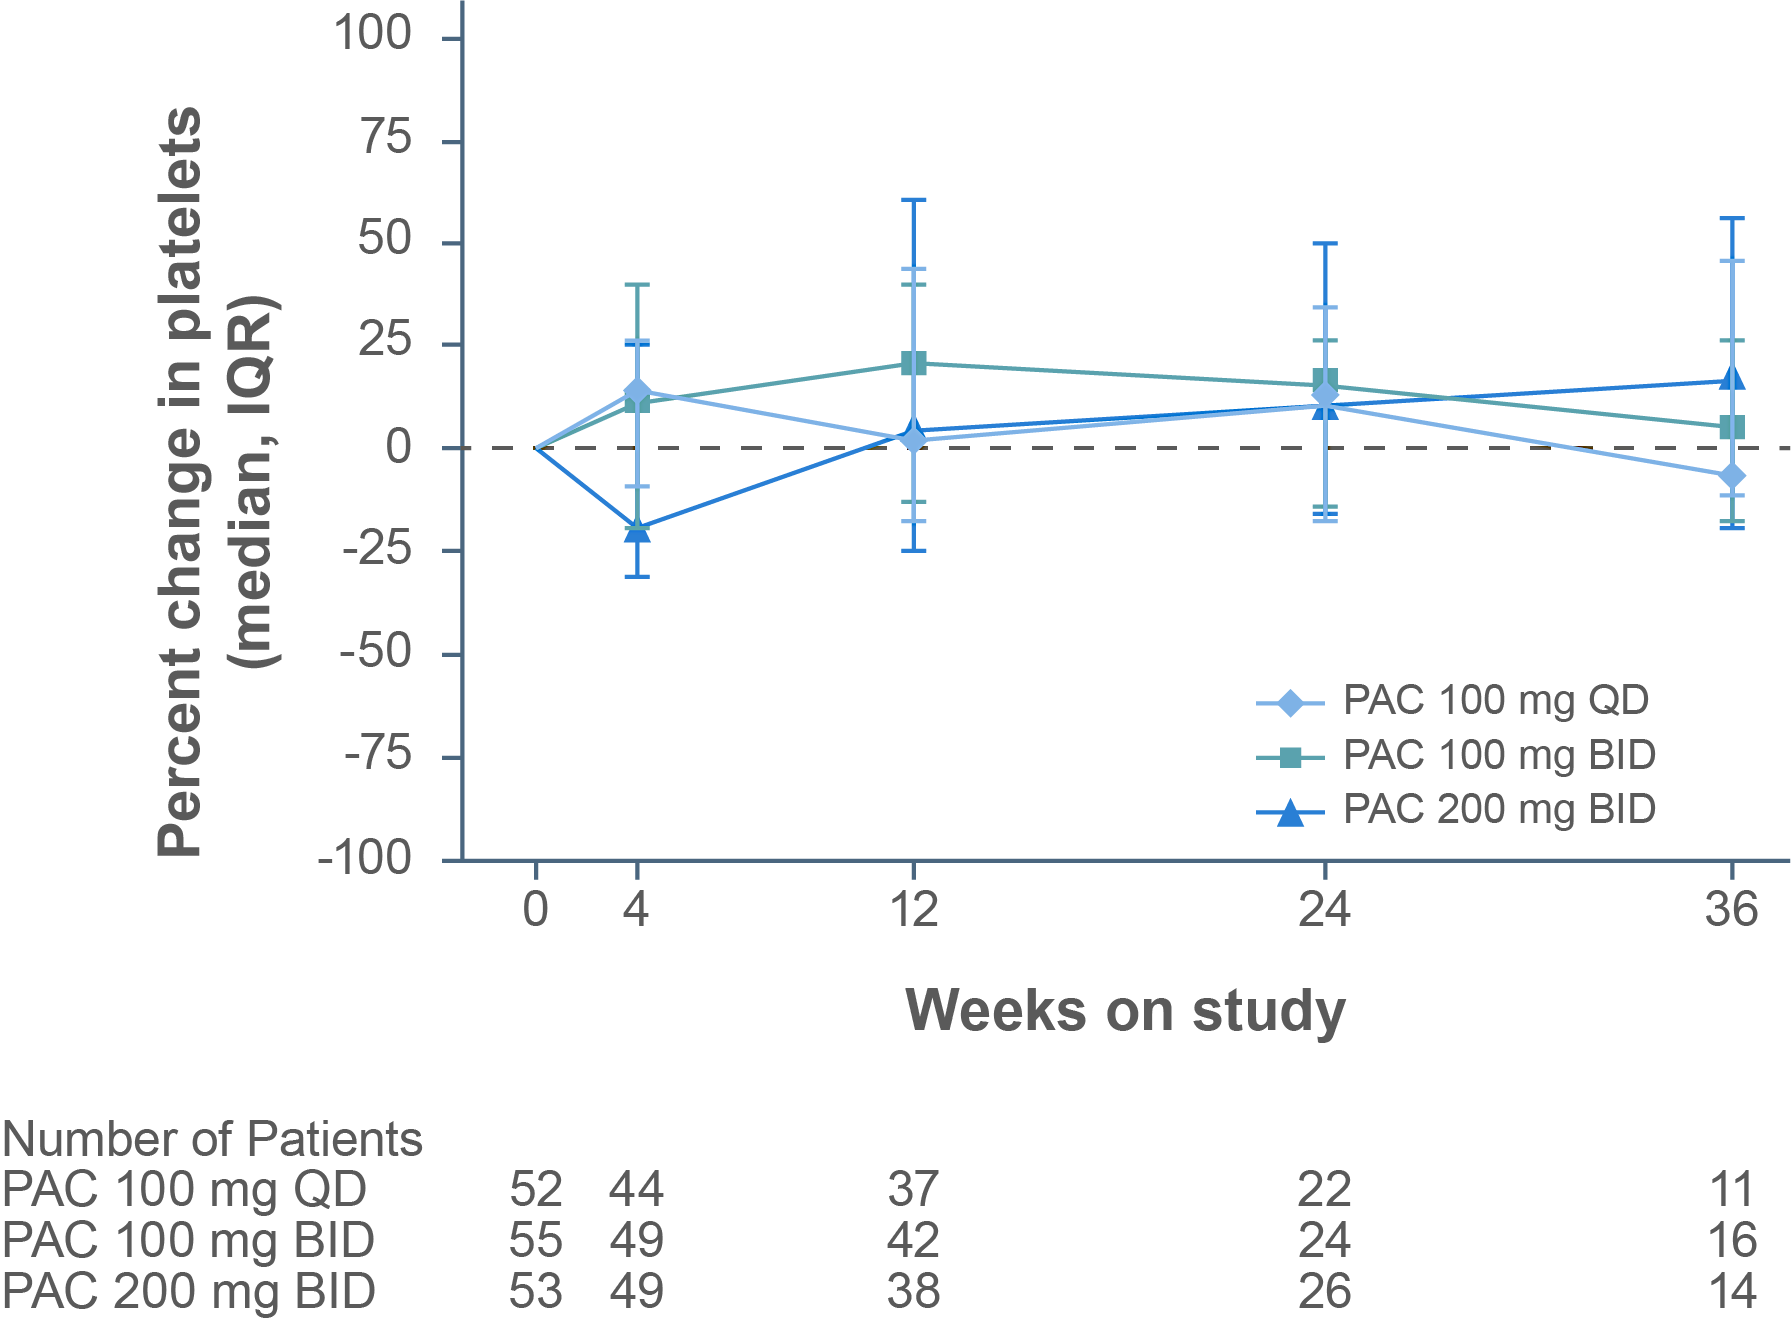 Percent change in platelets
(median, IQR)
100
75
50
25
0
-25
-50
-75
-100
PAC 100 mg QD
PAC 100 mg BID
PAC 200 mg BID
0 4 12 24 36
Weeks on study
Number of Patients
PAC 100 mg QD 52 44 37 22 11
PAC 100 mg BID 55 49 42 24 16
PAC 200 mg BID 53 49 38 26 14